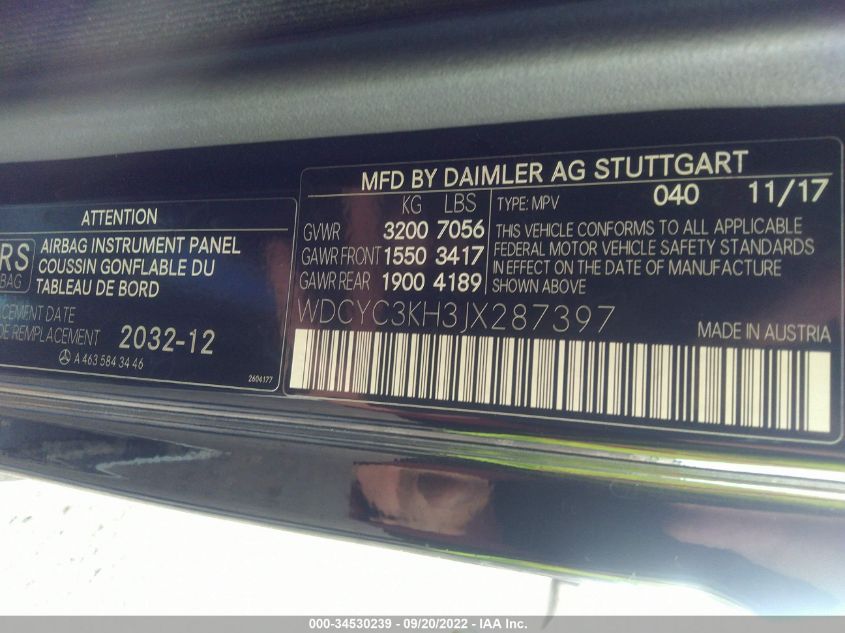 ATTENTION
RS
BAG
AIRBAG INSTRUMENT PANEL
COUSSIN GONFLABLE DU
TABLEAU DE BORD
CEMENT DATE
DE REMPLACEMENT 2032-12
A 463 584 34 46
2604177
MFD BY DAIMLER AG STUTTGART
KG LBS
GVWR 3200 7056
GAWR FRONT 1550 3417
GAWR REAR 1900 4189
TYPE: MPV 040 11/17
THIS VEHICLE CONFORMS TO ALL APPLICABLE
FEDERAL MOTOR VEHICLE SAFETY STANDARDS
IN EFFECT ON THE DATE OF MANUFACTURE
SHOWN ABOVE
WDCYC3KH3JX287397
MADE IN AUSTRIA
000-34530239 - 09/20/2022 - IAA Inc.